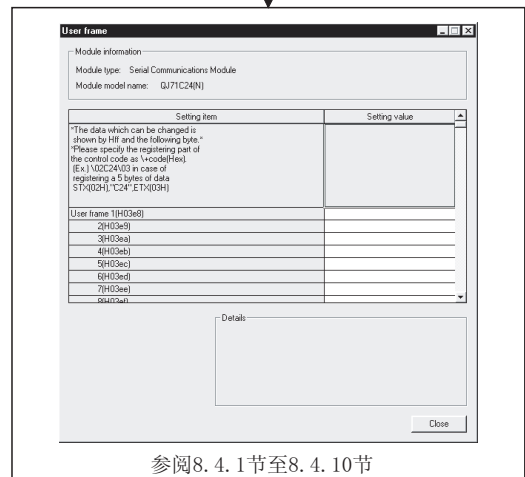 User frame
Module information
Module type: Serial Communications Module
Module model name: QJ71C24(N)
Setting item
Setting value
"The data which can be changed is
shown by Hff and the following byte."
"Please specify the registering part of
the control code as \+code(Hex).
(Ex.) \02C24\03 in case of
registering a 5 bytes of data
STX(02H),"C24",ETX(03H)
User frame 1(H03e8)
2(H03e9)
3(H03ea)
4(H03eb)
5(H03ec)
6(H03ed)
7(H03ee)
8(H03ef)
Details
Close
参阅8.4.1节至8.4.10节